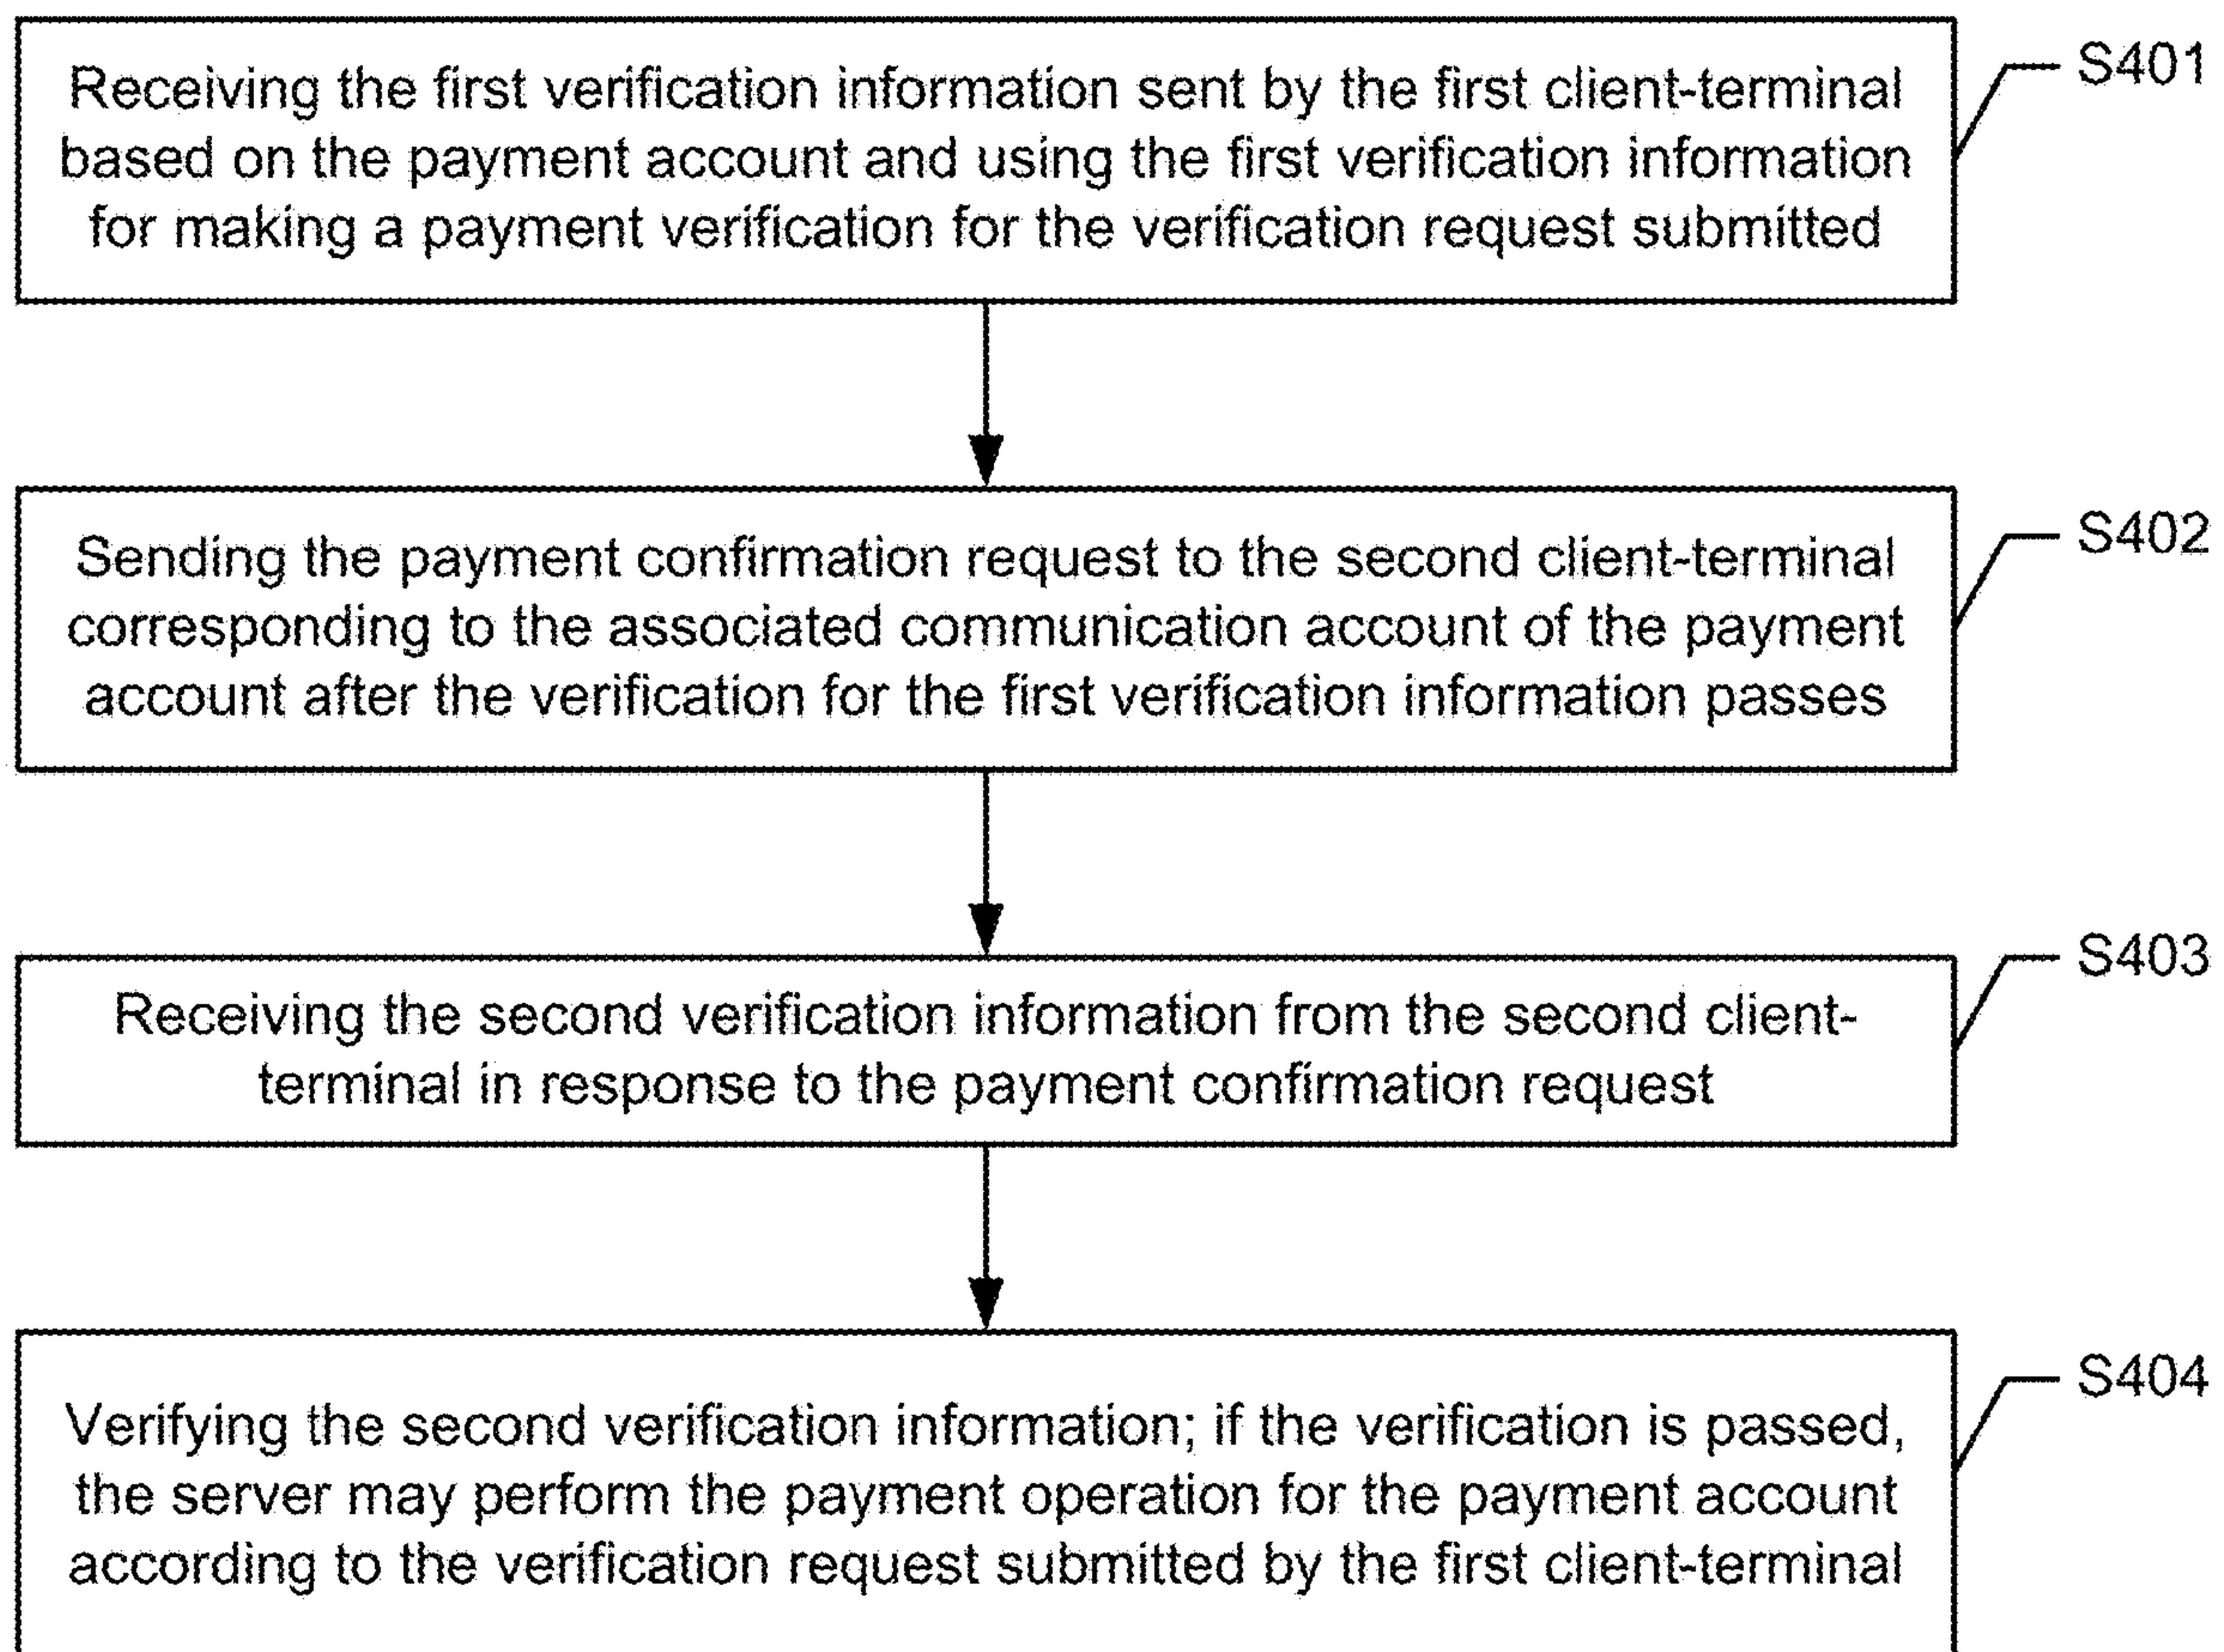 Receiving the first verification information sent by the first client-terminal
based on the payment account and using the first verification information
for making a payment verification for the verification request submitted
S401
Sending the payment confirmation request to the second client-terminal
corresponding to the associated communication account of the payment
account after the verification for the first verification information passes
S402
Receiving the second verification information from the second client-
terminal in response to the payment confirmation request
S403
Verifying the second verification information; if the verification is passed,
the server may perform the payment operation for the payment account
according to the verification request submitted by the first client-terminal
S404